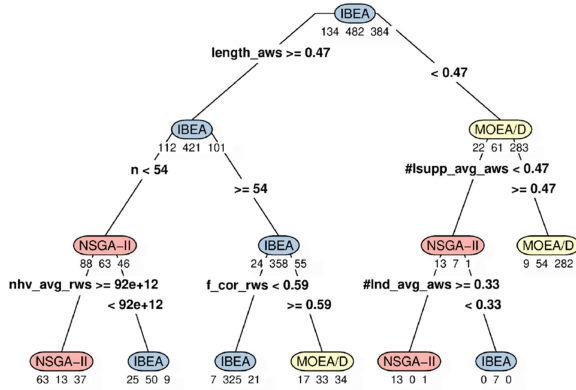 IBEA
134 482 384
length_aws >= 0.47
< 0.47
IBEA
MOEA/D
112 421 101
22 61 283
n < 54
#lsupp_avg_aws < 0.47
>= 54
>= 0.47
NSGA-II
IBEA
NSGA-II
MOEA/D
88 63 46
24 358 55
13 7 1
9 54 282
nhv_avg_rws >= 92e+12
f_cor_rws < 0.59
#lnd_avg_aws >= 0.33
< 92e+12
>= 0.59
< 0.33
NSGA-II
IBEA
IBEA
MOEA/D
NSGA-II
IBEA
63 13 37
25 50 9
7 325 21
17 33 34
13 0 1
0 7 0